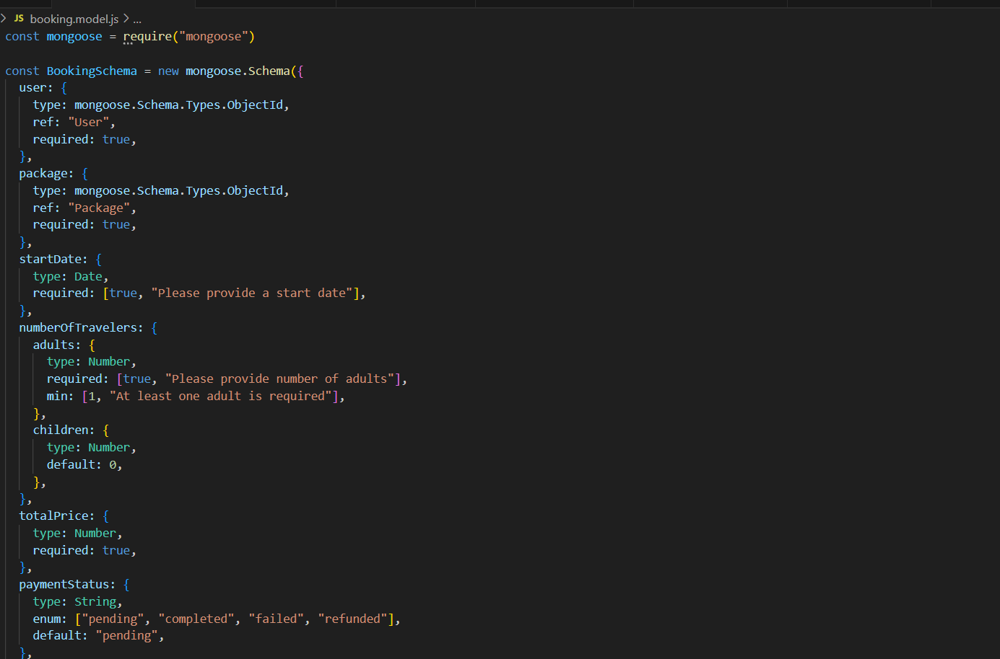 JS booking.model.js > ...
const mongoose = require("mongoose")
const BookingSchema = new mongoose.Schema({
user: {
type: mongoose.Schema.Types.ObjectId,
ref: "User",
required: true,
},
package: {
type: mongoose.Schema.Types.ObjectId,
ref: "Package",
required: true,
},
startDate: {
type: Date,
required: [true, "Please provide a start date"],
},
numberOfTravelers: {
adults: {
type: Number,
required: [true, "Please provide number of adults"],
min: [1, "At least one adult is required"],
},
children: {
type: Number,
default: 0,
},
},
totalPrice: {
type: Number,
required: true,
},
paymentStatus: {
type: String,
enum: ["pending", "completed", "failed", "refunded"],
default: "pending",
},